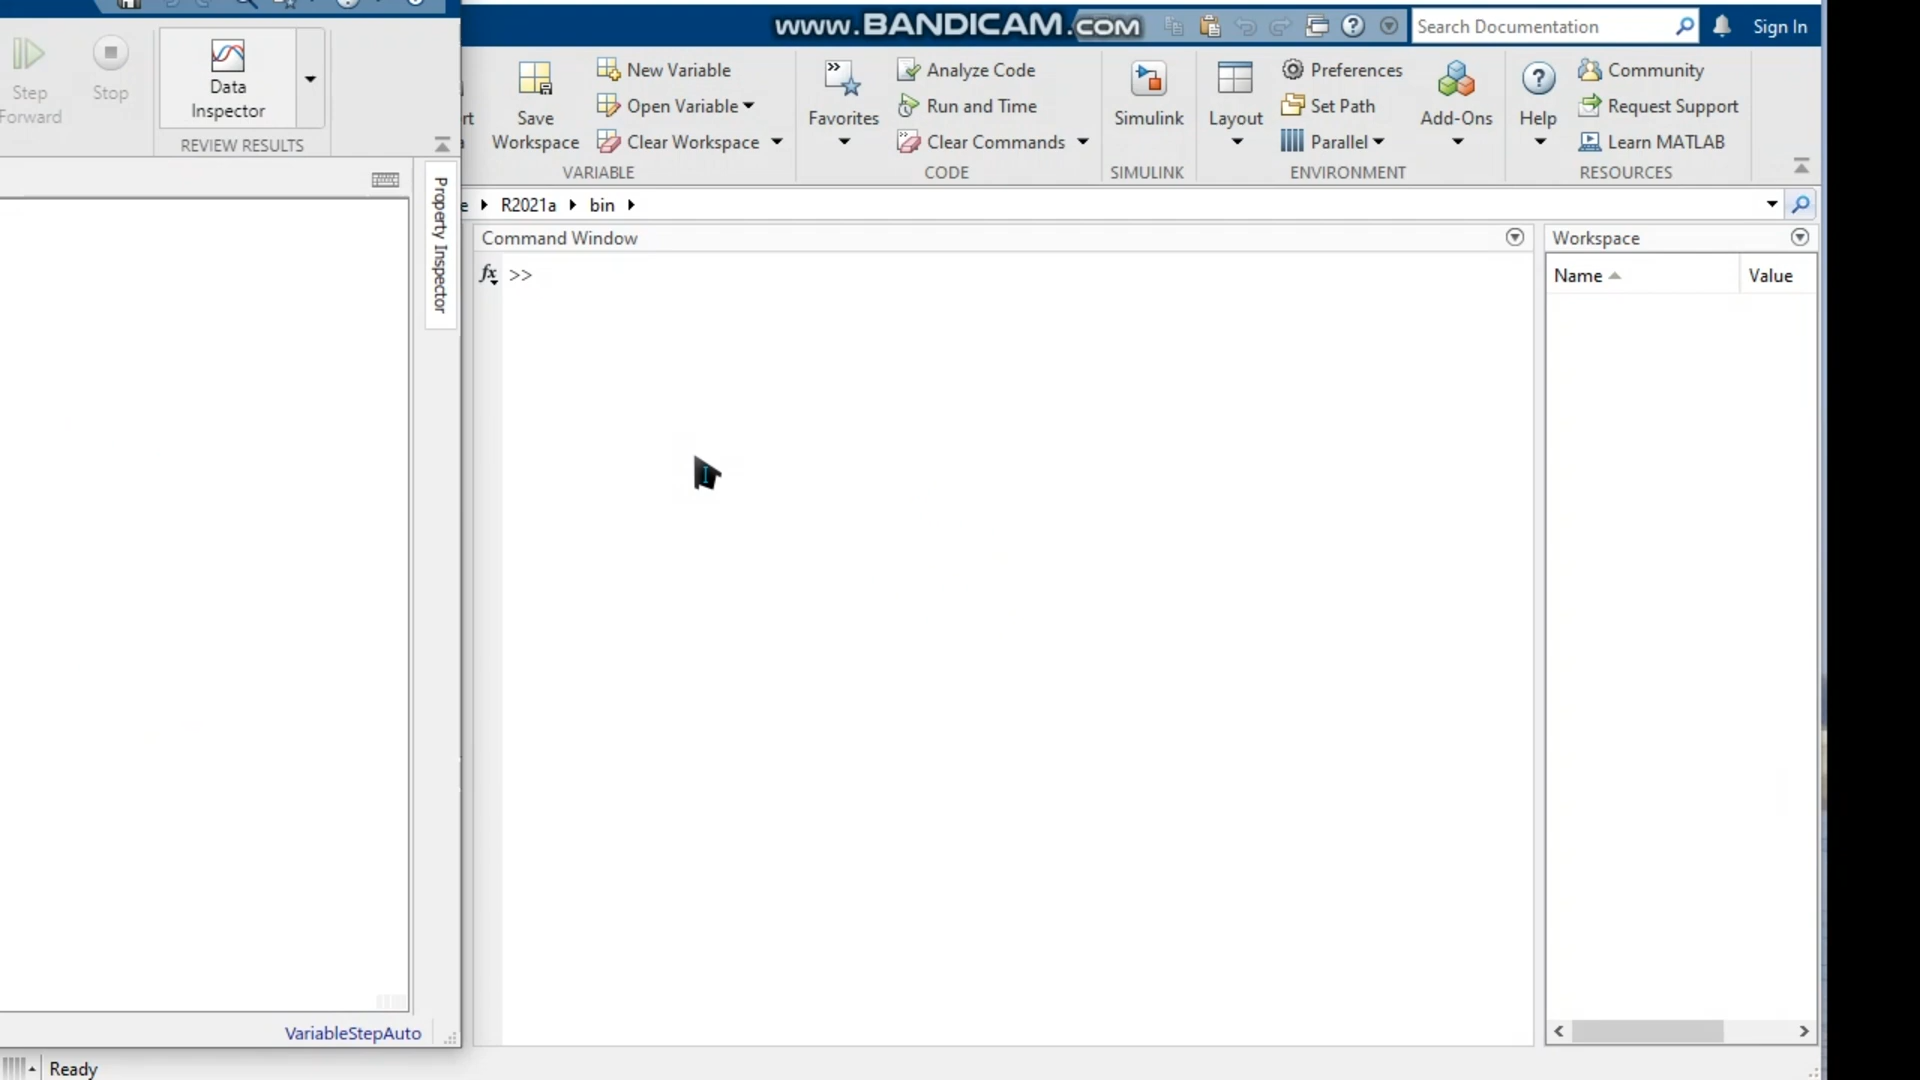 www.BANDICAM.com
Search Documentation
Sign In
Step
Forward
Stop
Data
Inspector
REVIEW RESULTS
Save
Workspace
New Variable
Open Variable
Clear Workspace
VARIABLE
Favorites
Analyze Code
Run and Time
Clear Commands
CODE
Simulink
SIMULINK
Layout
Preferences
Set Path
Parallel
Add-Ons
ENVIRONMENT
Help
Community
Request Support
Learn MATLAB
RESOURCES
Property Inspector
R2021a
bin
Command Window
fx >>
Workspace
Name
Value
VariableStepAuto
Ready